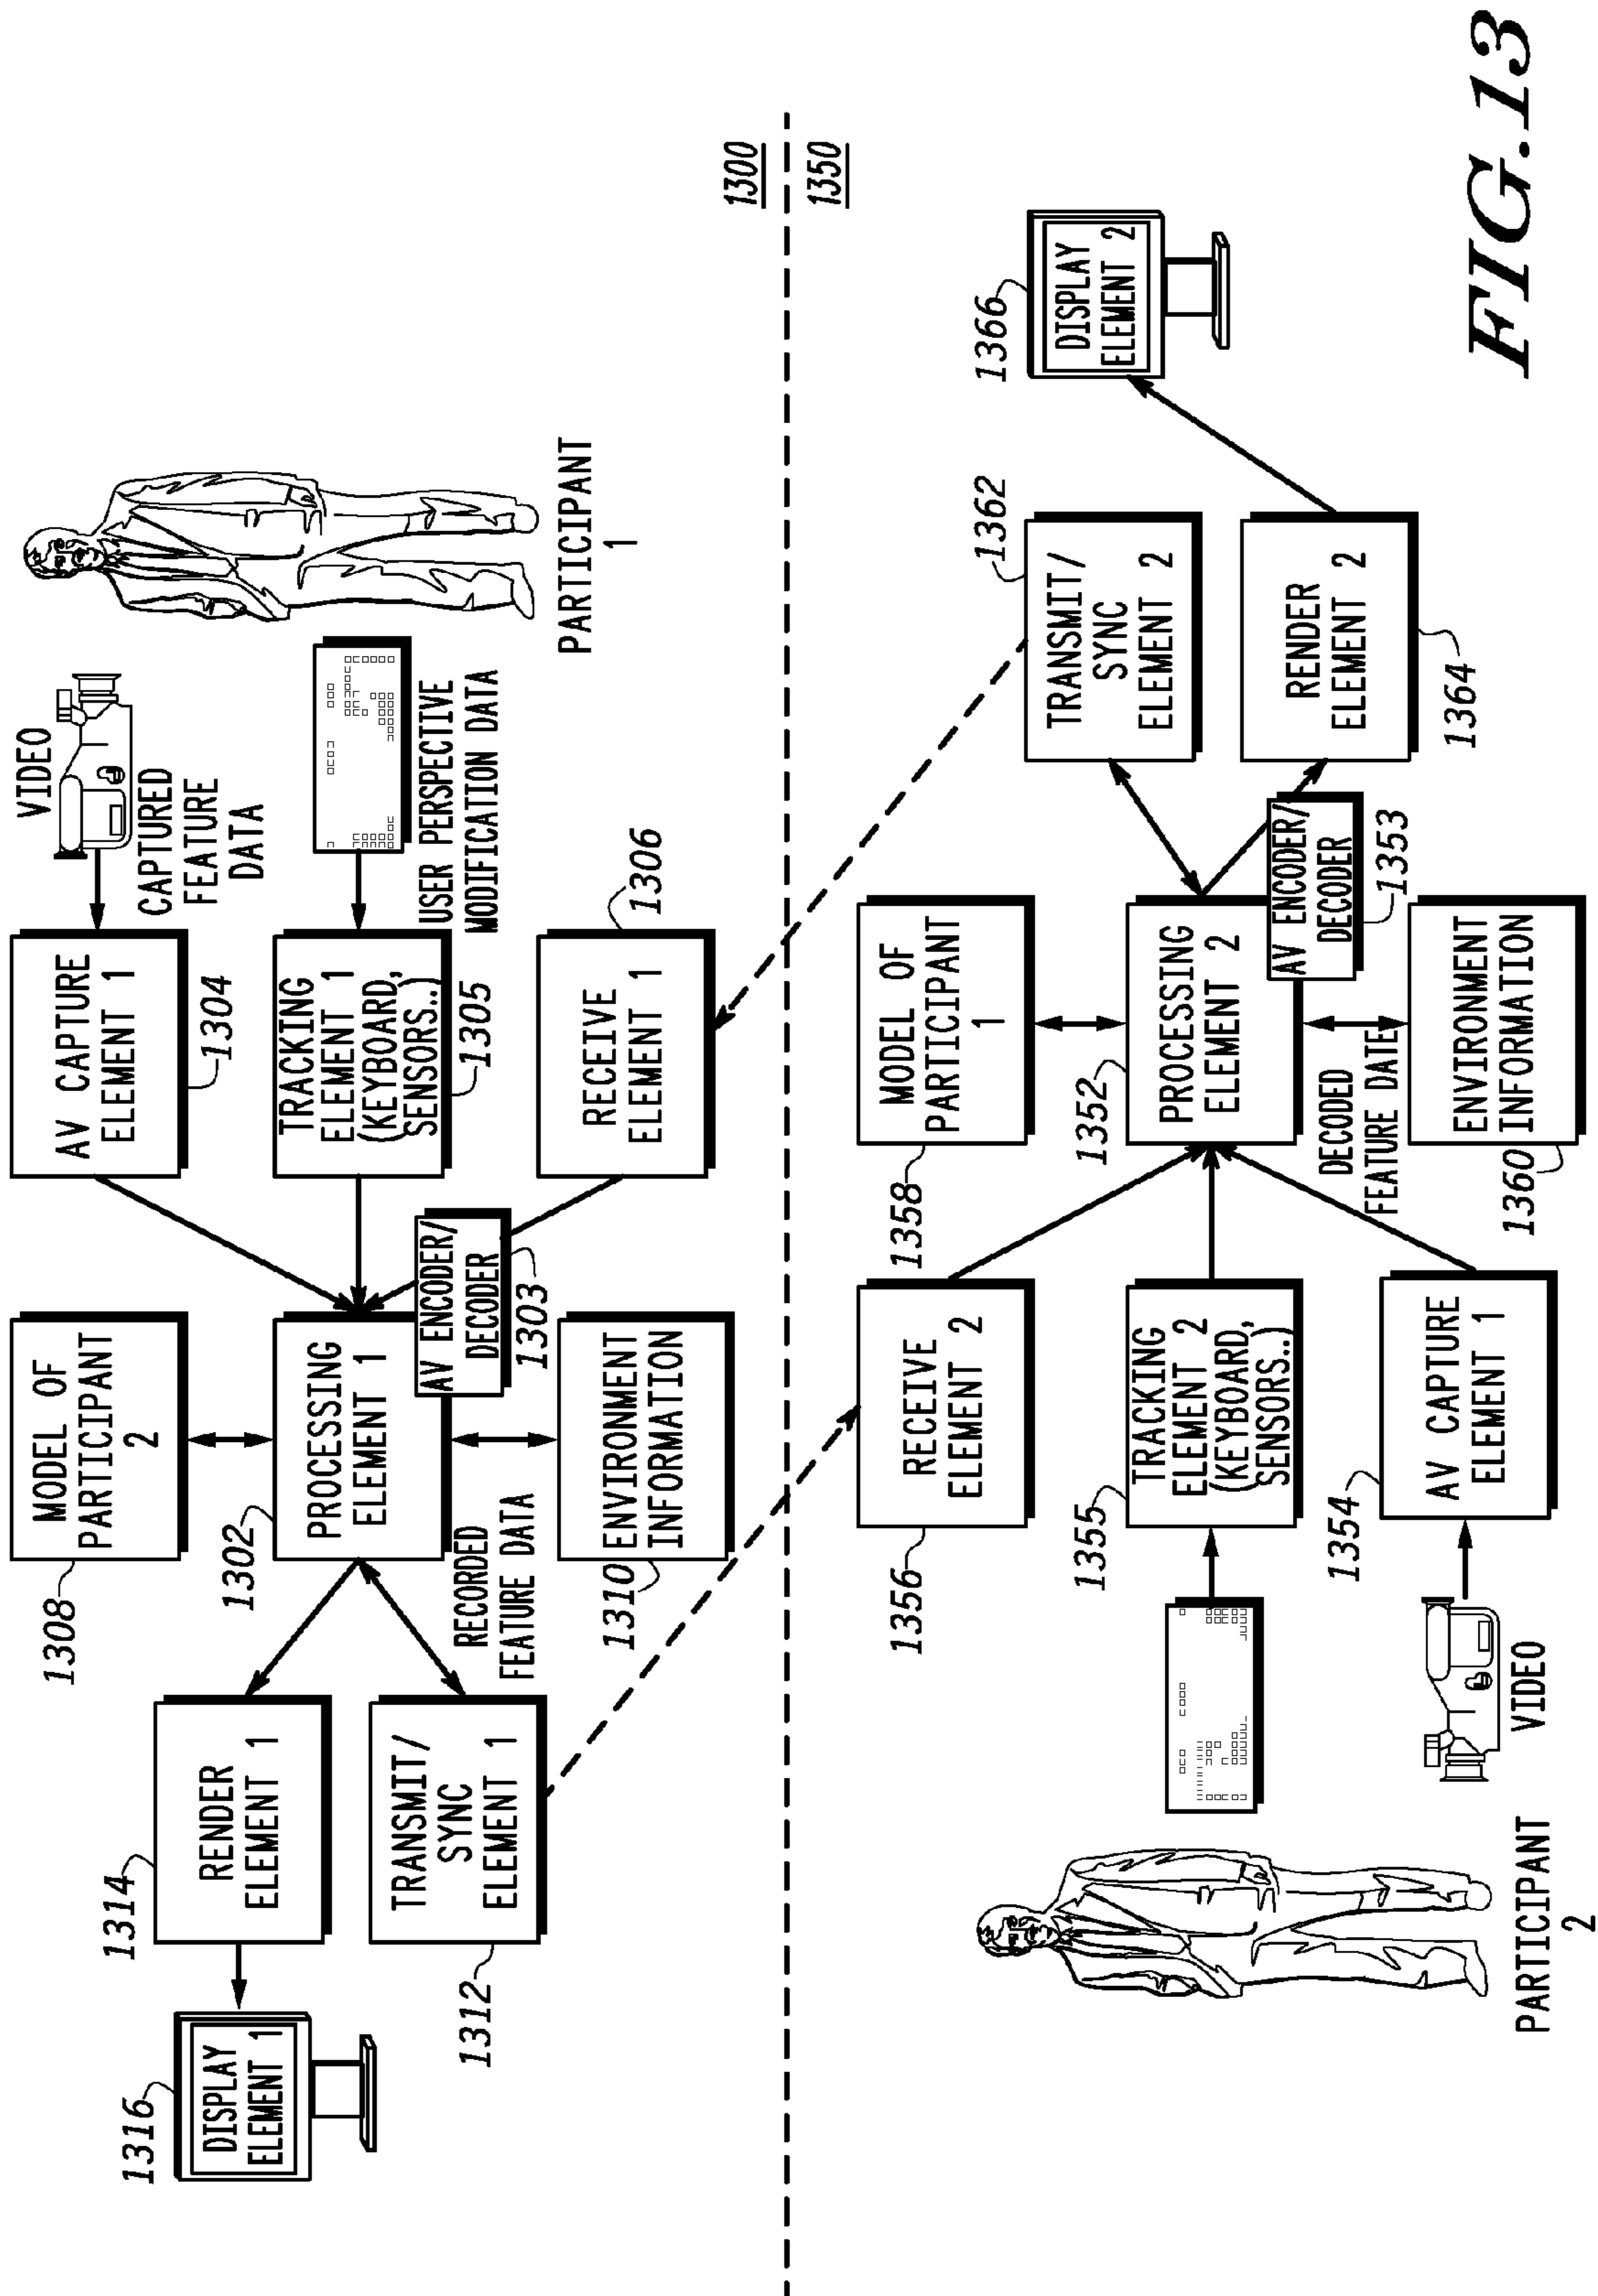 1316
DISPLAY
ELEMENT 1
1314
RENDER
ELEMENT 1
1312
TRANSMIT/
SYNC
ELEMENT 1
1308
MODEL OF
PARTICIPANT
2
1302
PROCESSING
ELEMENT 1
AV ENCODER/
DECODER
1303
RECORDED
FEATURE DATA
1310
ENVIRONMENT
INFORMATION
AV CAPTURE
ELEMENT 1
1304
TRACKING
ELEMENT 1
(KEYBOARD,
SENSORS..)
1305
RECEIVE
ELEMENT 1
1306
VIDEO
CAPTURED
FEATURE
DATA
USER PERSPECTIVE
MODIFICATION DATA
PARTICIPANT
1
1300
1350
PARTICIPANT
2
VIDEO
1356
RECEIVE
ELEMENT 2
1355
TRACKING
ELEMENT 2
(KEYBOARD,
SENSORS..)
1354
AV CAPTURE
ELEMENT 1
1358
MODEL OF
PARTICIPANT
1
1352
PROCESSING
ELEMENT 2
AV ENCODER/
DECODER
1353
DECODED
FEATURE DATE
1360
ENVIRONMENT
INFORMATION
1362
TRANSMIT/
SYNC
ELEMENT 2
RENDER
ELEMENT 2
1364
1366
DISPLAY
ELEMENT 2
FIG.13